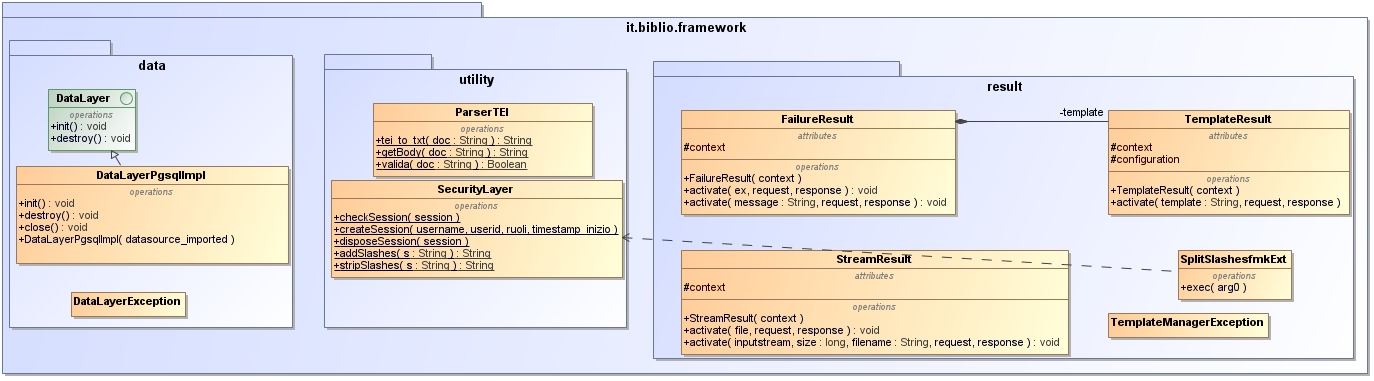 it.biblio.framework
data
DataLayer
operations
+init() : void
+destroy() : void
DataLayerPgsqlImpl
operations
+init() : void
+destroy() : void
+close() : void
+DataLayerPgsqlImpl( datasource_imported )
DataLayerException
utility
ParserTEI
operations
+tei_to_txt( doc : String ) : String
+getBody( doc : String ) : String
+valida( doc : String ) : Boolean
SecurityLayer
operations
+checkSession( session )
+createSession( username, userid, ruoli, timestamp_inizio )
+disposeSession( session )
+addSlashes( s : String ) : String
+stripSlashes( s : String ) : String
result
FailureResult
attributes
#context
operations
+FailureResult( context )
+activate( ex, request, response ) : void
+activate( message : String, request, response ) : void
-template
TemplateResult
attributes
#context
#configuration
operations
+TemplateResult( context )
+activate( template : String, request, response )
StreamResult
attributes
#context
operations
+StreamResult( context )
+activate( file, request, response ) : void
+activate( inputstream, size : long, filename : String, request, response ) : void
SplitSlashesfmkExt
operations
+exec( arg0 )
TemplateManagerException